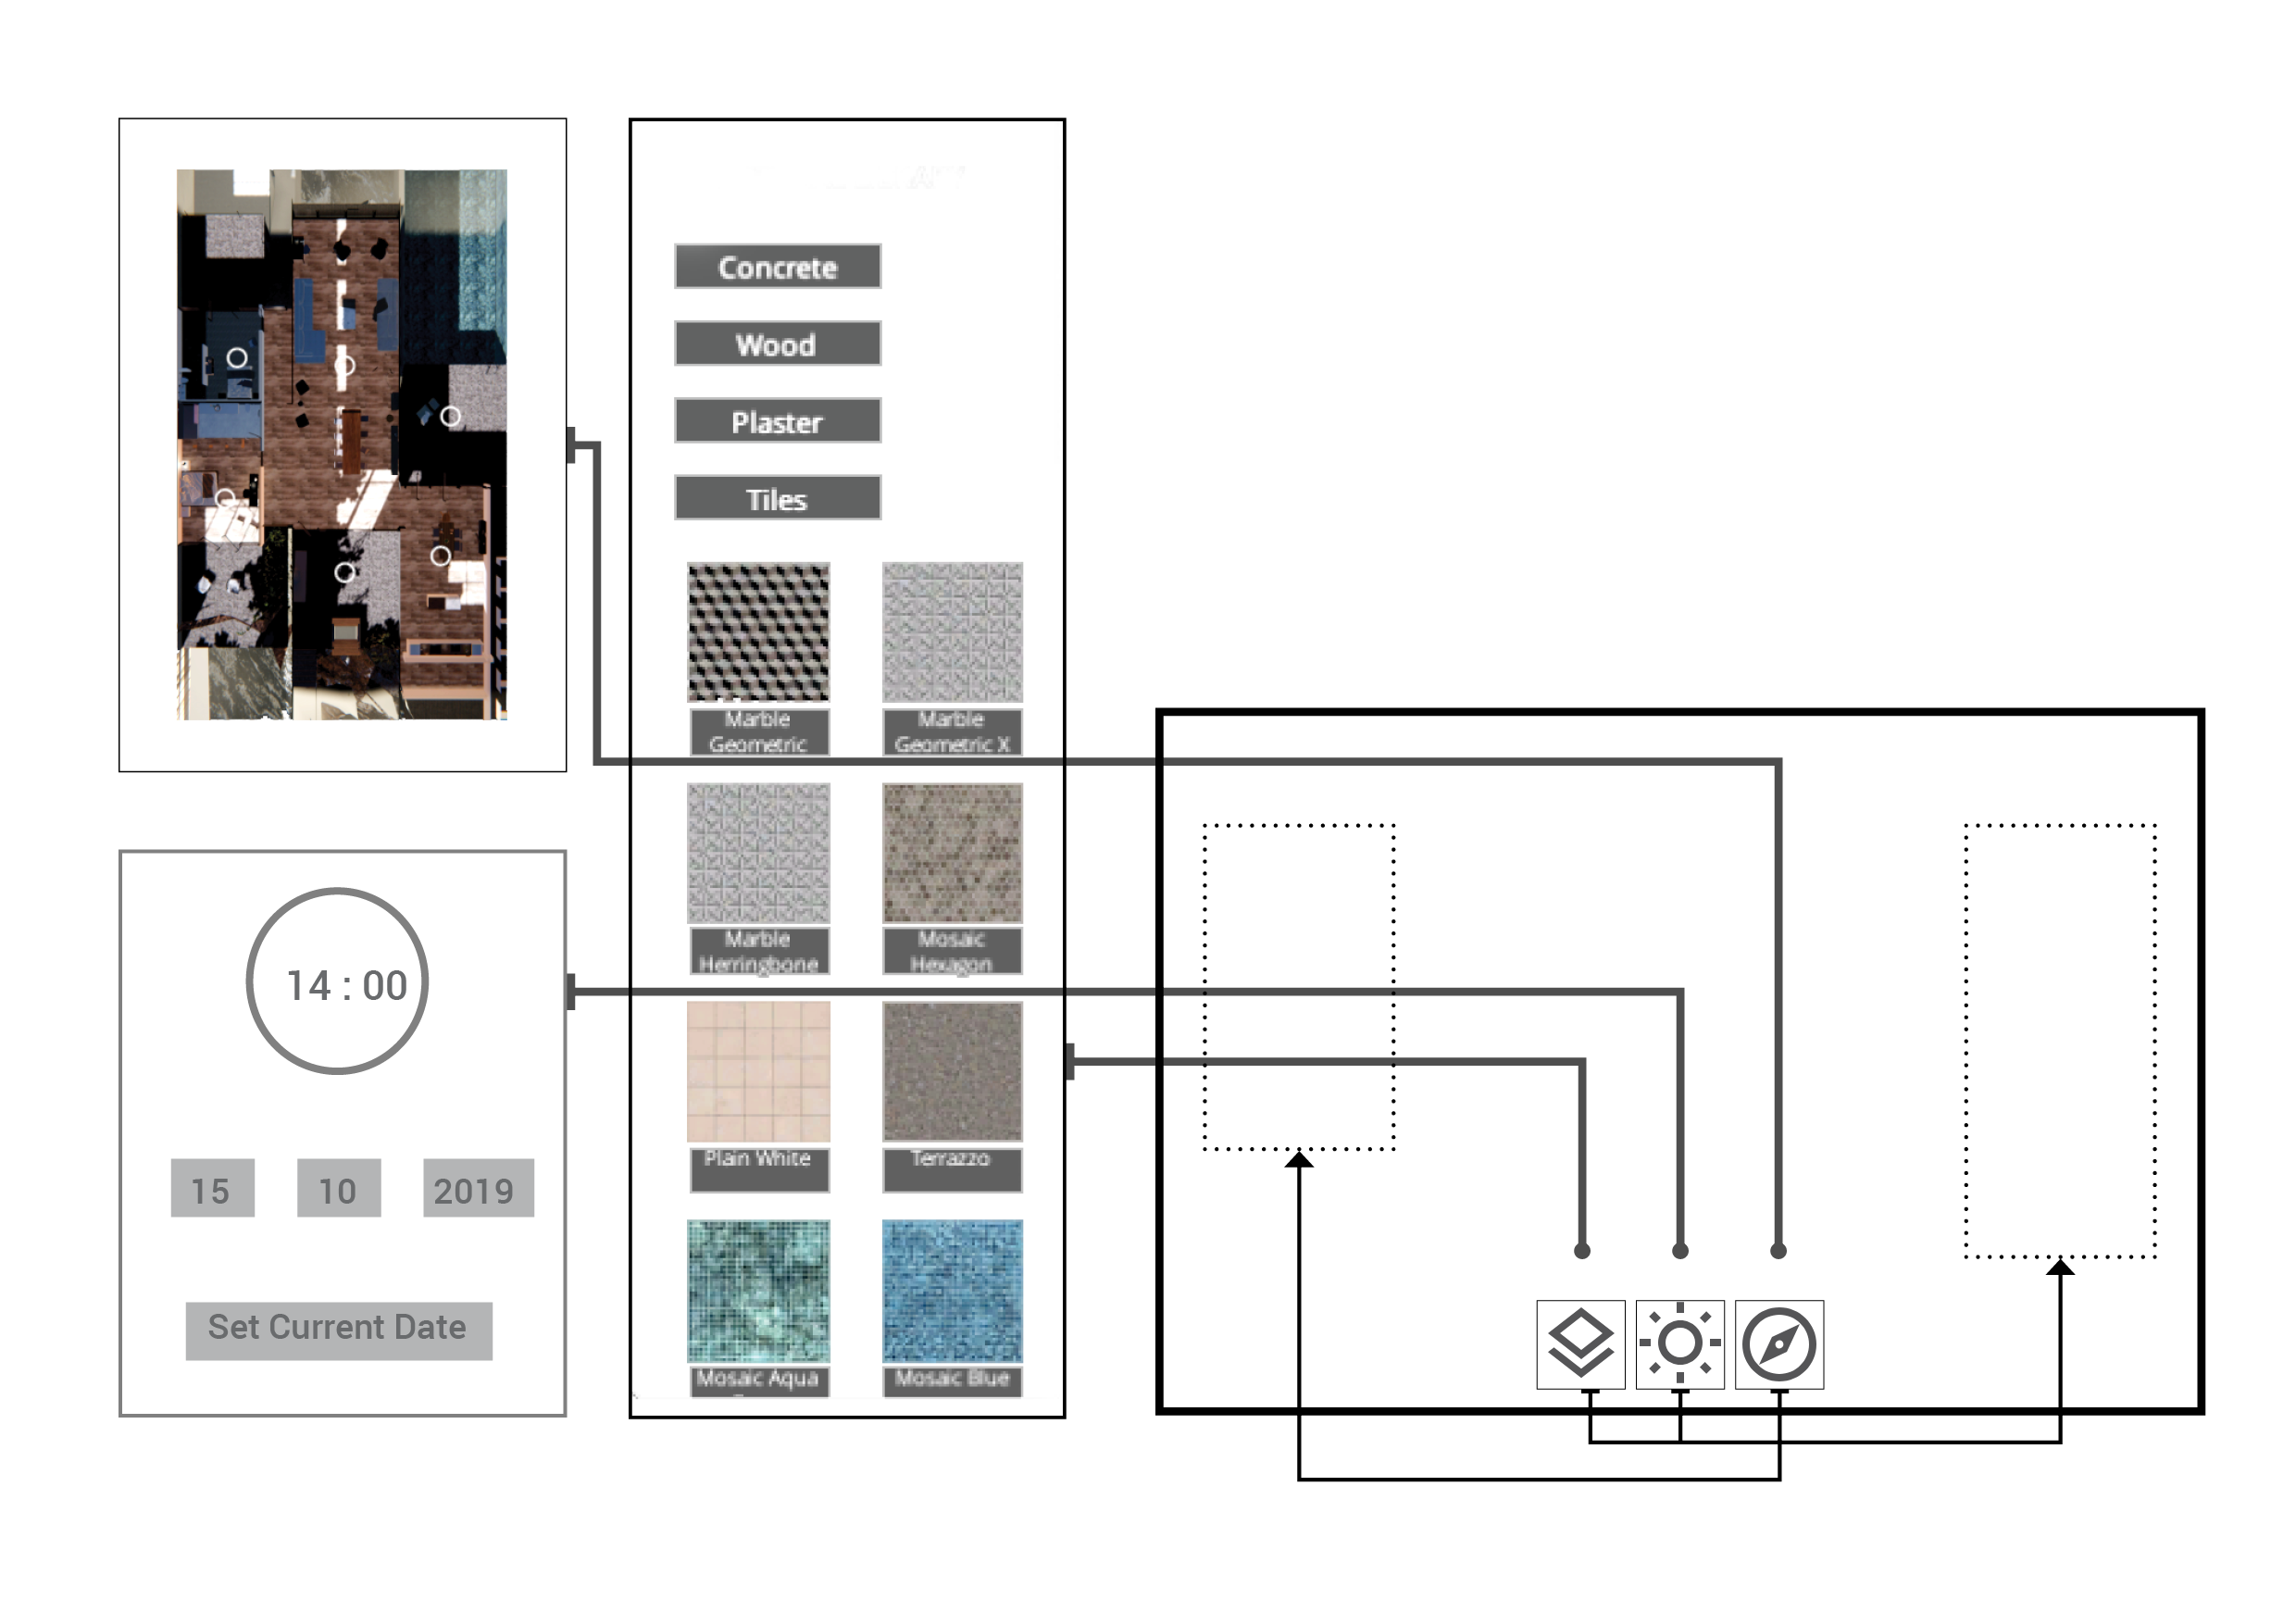 Concrete
Wood
Plaster
Tiles
Marble
Geometric
Marble
Geometric X
Marble
Herringbone
Mosaic
Hexagon
Plain White
Terrazzo
Mosaic Aqua
Mosaic Blue
14 : 00
15 10 2019
Set Current Date